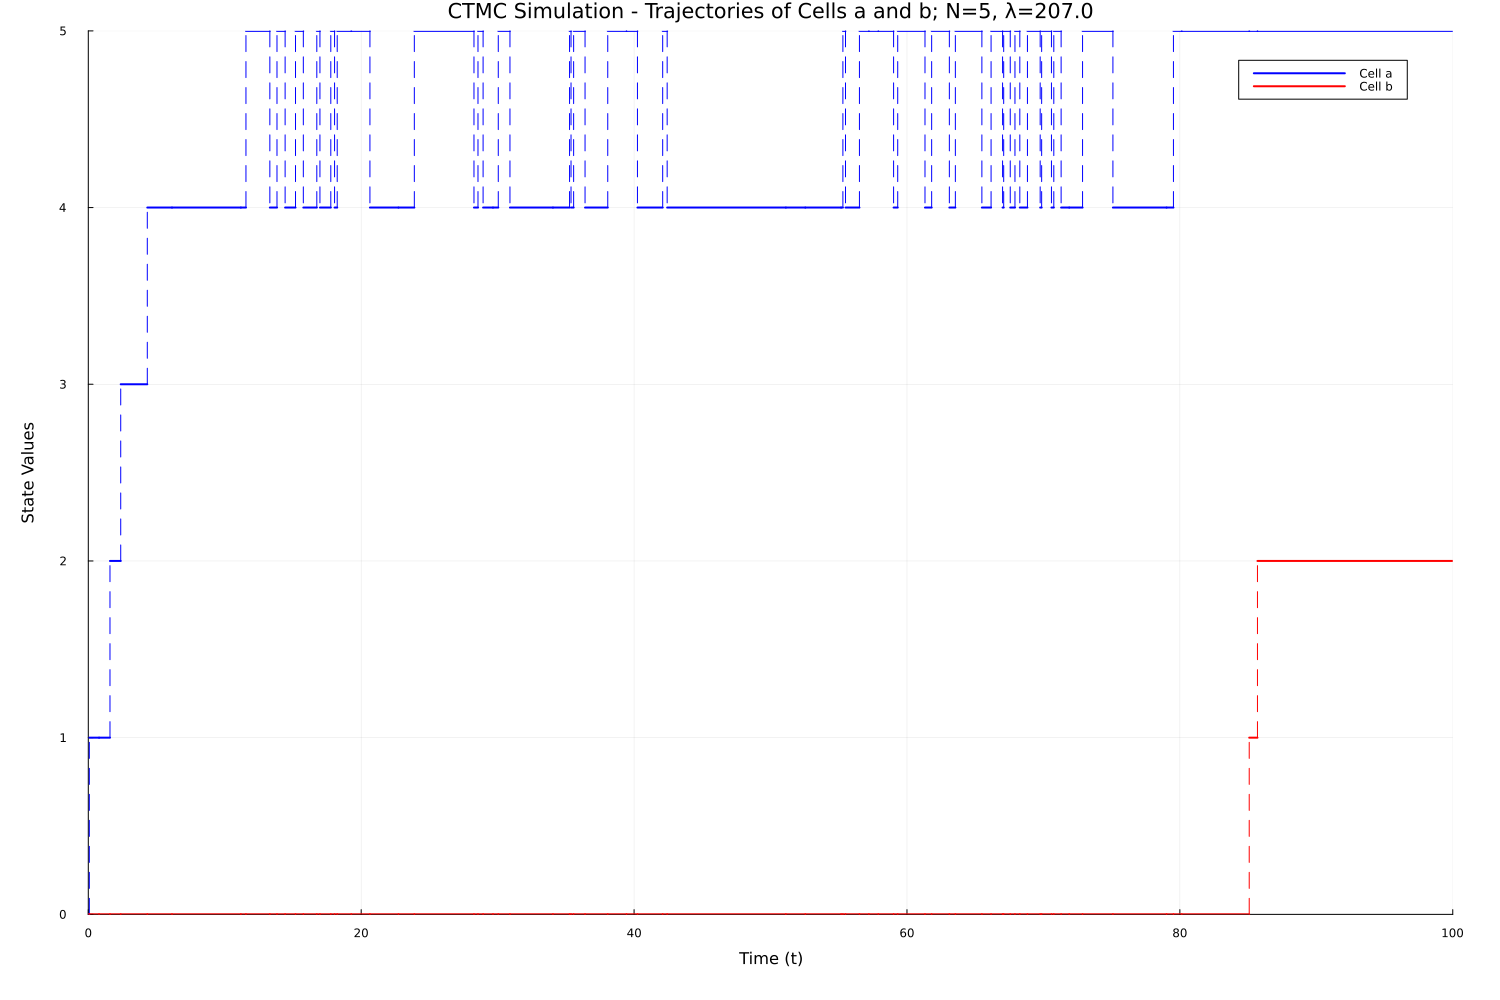 CTMC Simulation - Trajectories of Cells a and b; N=5, λ=207.0
5
Cell a
Cell b
4
3
State Values
2
1
0
0 20 40 60 80 100
Time (t)